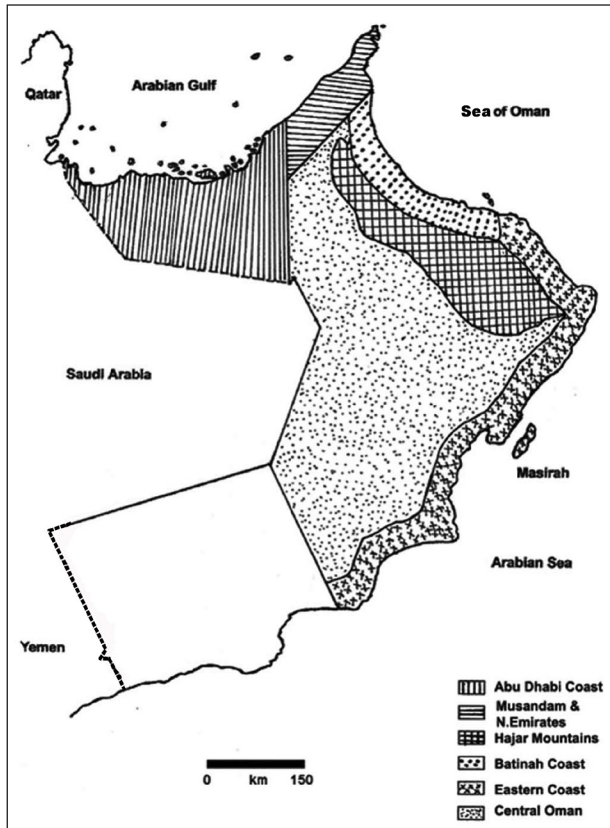 Qatar
Arabian Gulf
Sea of Oman
Saudi Arabia
Masirah
Arabian Sea
Yemen
0 km 150
Abu Dhabi Coast
Musandam &
N.Emirates
Hajar Mountains
Batinah Coast
Eastern Coast
Central Oman